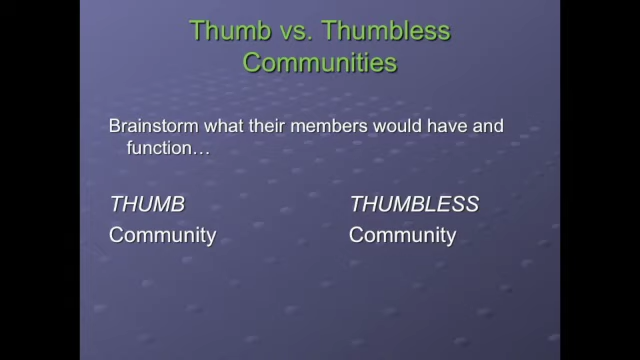 Thumb vs. Thumbless
Communities
Brainstorm what their members would have and
function…
THUMB THUMBLESS
Community Community